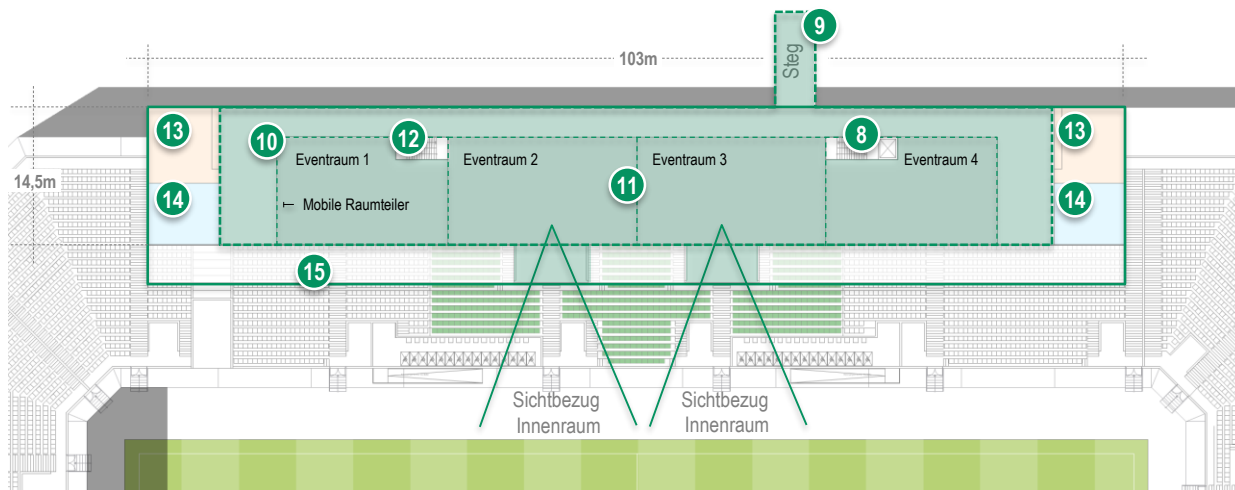 9
Steg
103m
13
10
12
8
13
Eventraum 1
Eventraum 2
Eventraum 3
Eventraum 4
14,5m
14
11
14
Mobile Raumteiler
15
Sichtbezug
Innenraum
Sichtbezug
Innenraum